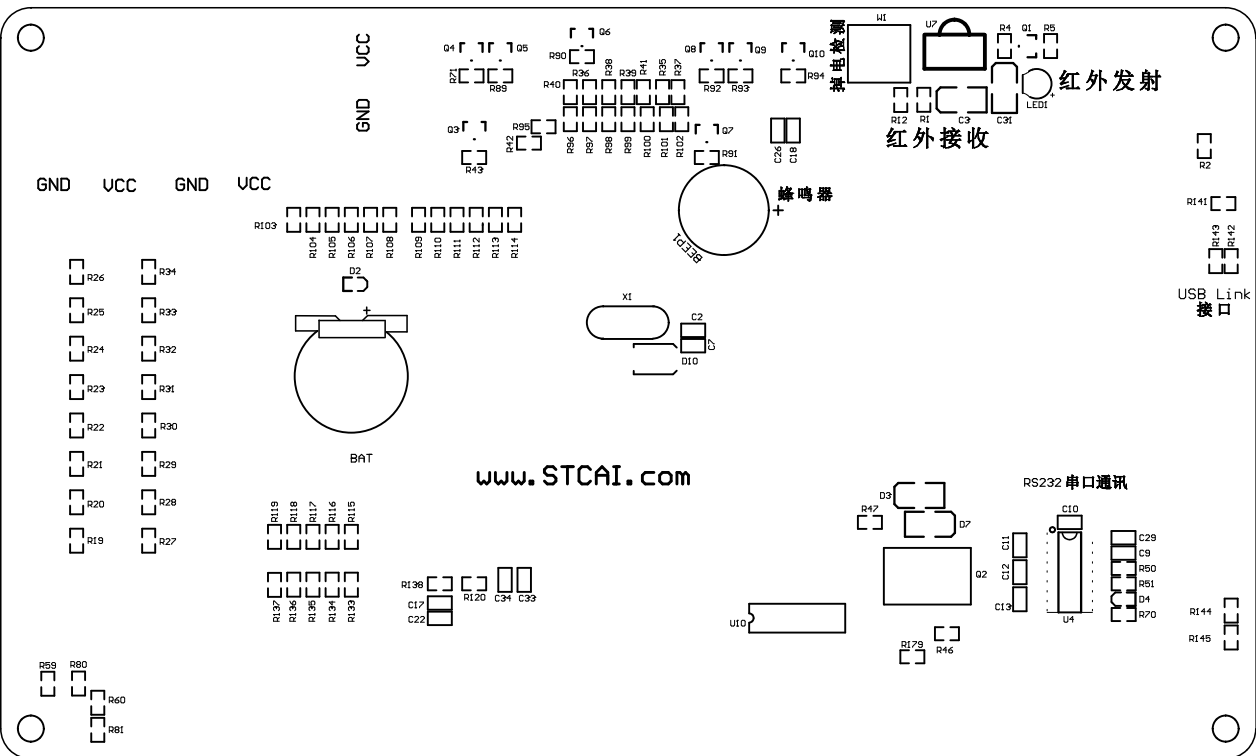 掉电检测
W1
U7
R4
Q1
R5
VCC
Q4
Q5
Q6
R90
Q8
Q9
Q10
R71
R89
R40
R36
R38
R39
R41
R35
R37
R92
R93
R94
LED1
+
红外发射
GND
R12
R1
C3
C31
红外接收
Q3
R95
R42
R43
R96
R97
R98
R99
R100
R101
R102
Q7
R91
C26
C18
R2
GND
VCC
GND
VCC
蜂鸣器
+
BEEP1
R141
R143
R142
USB Link
接口
R103
R104
R105
R106
R107
R108
R109
R110
R111
R112
R113
R114
R26
R34
R25
R33
R24
R32
R23
R31
R22
R30
R21
R29
R20
R28
R19
R27
D2
+
BAT
X1
C2
C7
D10
www.STCAI.com
RS232 串口通讯
R119
R118
R117
R116
R115
R137
R136
R135
R134
R133
R138
R120
C34
C33
C17
C22
D3
R47
D7
Q2
C10
C11
C12
C13
C29
C9
R50
R51
D4
R70
U4
U10
R179
R46
R144
R145
R59
R80
R60
R81